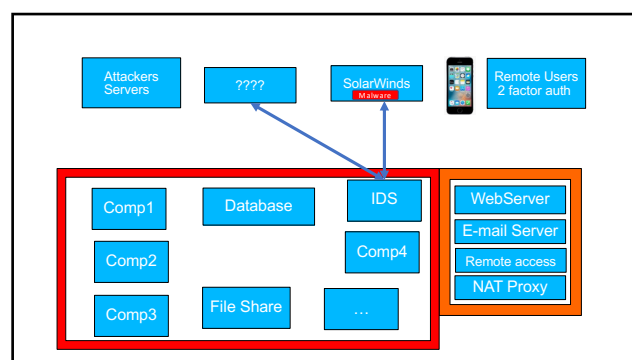 Attackers
Servers
????
SolarWinds
Malware
Remote Users
2 factor auth
Comp1
Database
IDS
WebServer
E-mail Server
Comp2
Comp4
Remote access
Comp3
File Share
...
NAT Proxy